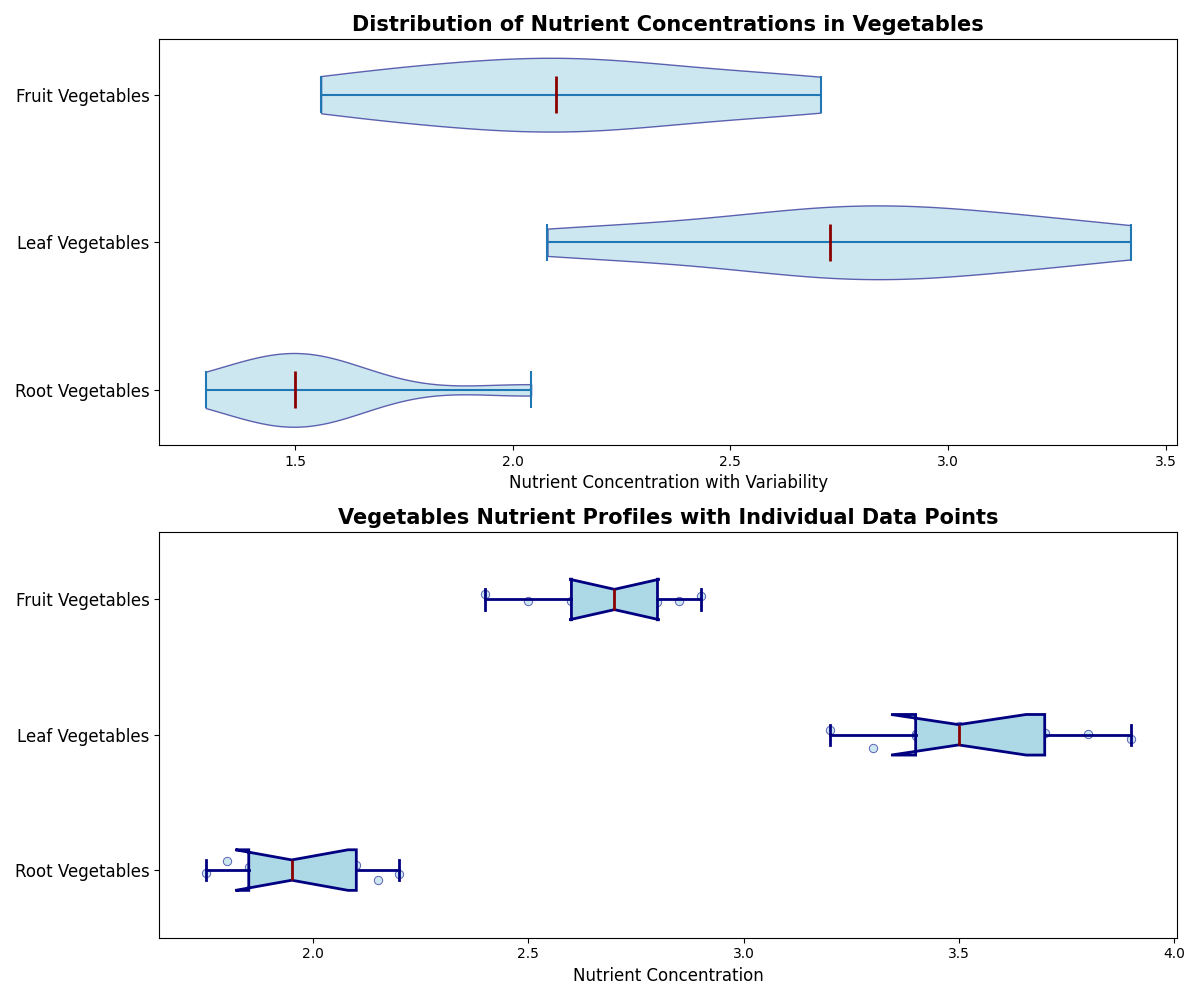 Distribution of Nutrient Concentrations in Vegetables
Fruit Vegetables
Leaf Vegetables
Root Vegetables
1.5 2.0 2.5 3.0 3.5
Nutrient Concentration with Variability
Vegetables Nutrient Profiles with Individual Data Points
Fruit Vegetables
Leaf Vegetables
Root Vegetables
2.0 2.5 3.0 3.5 4.0
Nutrient Concentration